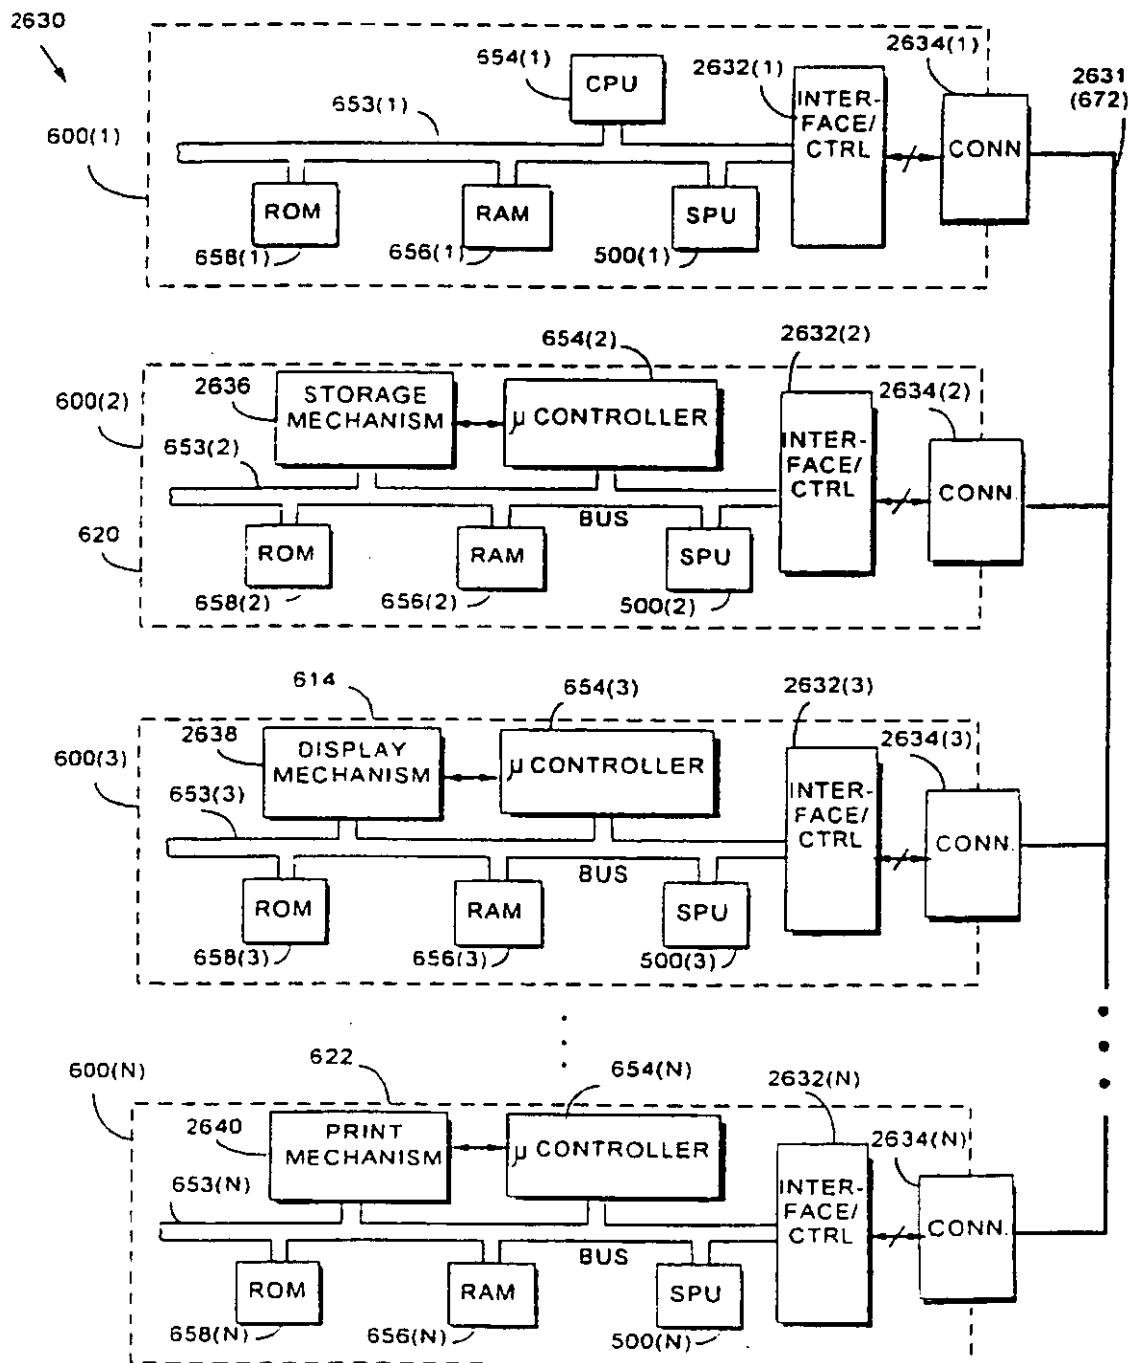 2630
654(1)
2632(1)
2634(1)
2631
(672)
CPU
INTER-
FACE/
CTRL
653(1)
600(1)
CONN
ROM
RAM
SPU
658(1)
656(1)
500(1)
654(2)
2632(2)
2634(2)
600(2)
2636
STORAGE
MECHANISM
μ CONTROLLER
INTER-
FACE/
CTRL
653(2)
CONN.
BUS
620
ROM
RAM
SPU
658(2)
656(2)
500(2)
614
654(3)
2632(3)
2634(3)
600(3)
2638
DISPLAY
MECHANISM
μ CONTROLLER
INTER-
FACE/
CTRL
653(3)
CONN.
BUS
ROM
RAM
SPU
658(3)
656(3)
500(3)
600(N)
622
654(N)
2632(N)
2634(N)
2640
PRINT
MECHANISM
μ CONTROLLER
INTER-
FACE/
CTRL
653(N)
CONN.
BUS
ROM
RAM
SPU
658(N)
656(N)
500(N)